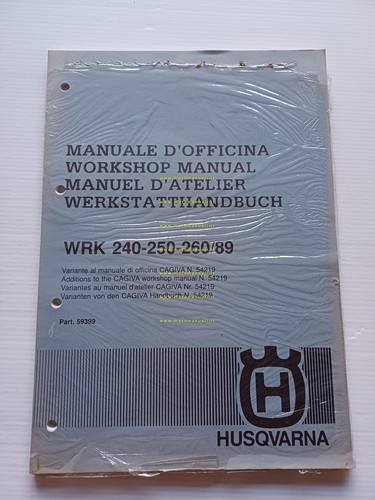 MANUALE D'OFFICINA
WORKSHOP MANUAL
MANUEL D'ATELIER
WERKSTATTHANDBUCH
WRK 240-250-260/89
Variante al manuale di officina CAGIVA N. 54219
Additions to the CAGIVA workshop manual N. 54219
Variantes au manuel d'atelier CAGIVA Nr. 54219
Varianten von den CAGIVA Handbuch N. 54219
Part. 59399
H
HUSQVARNA